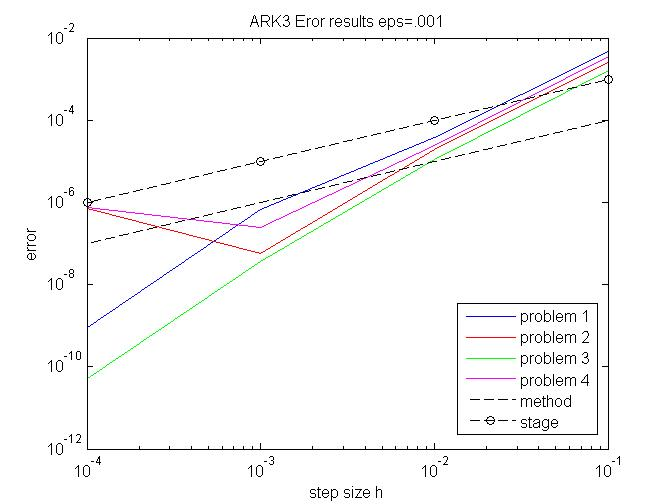 ARK3 Eror results eps=.001
10^-2
10^-4
10^-6
10^-8
10^-10
10^-12
error
10^-4
10^-3
10^-2
10^-1
step size h
problem 1
problem 2
problem 3
problem 4
method
stage